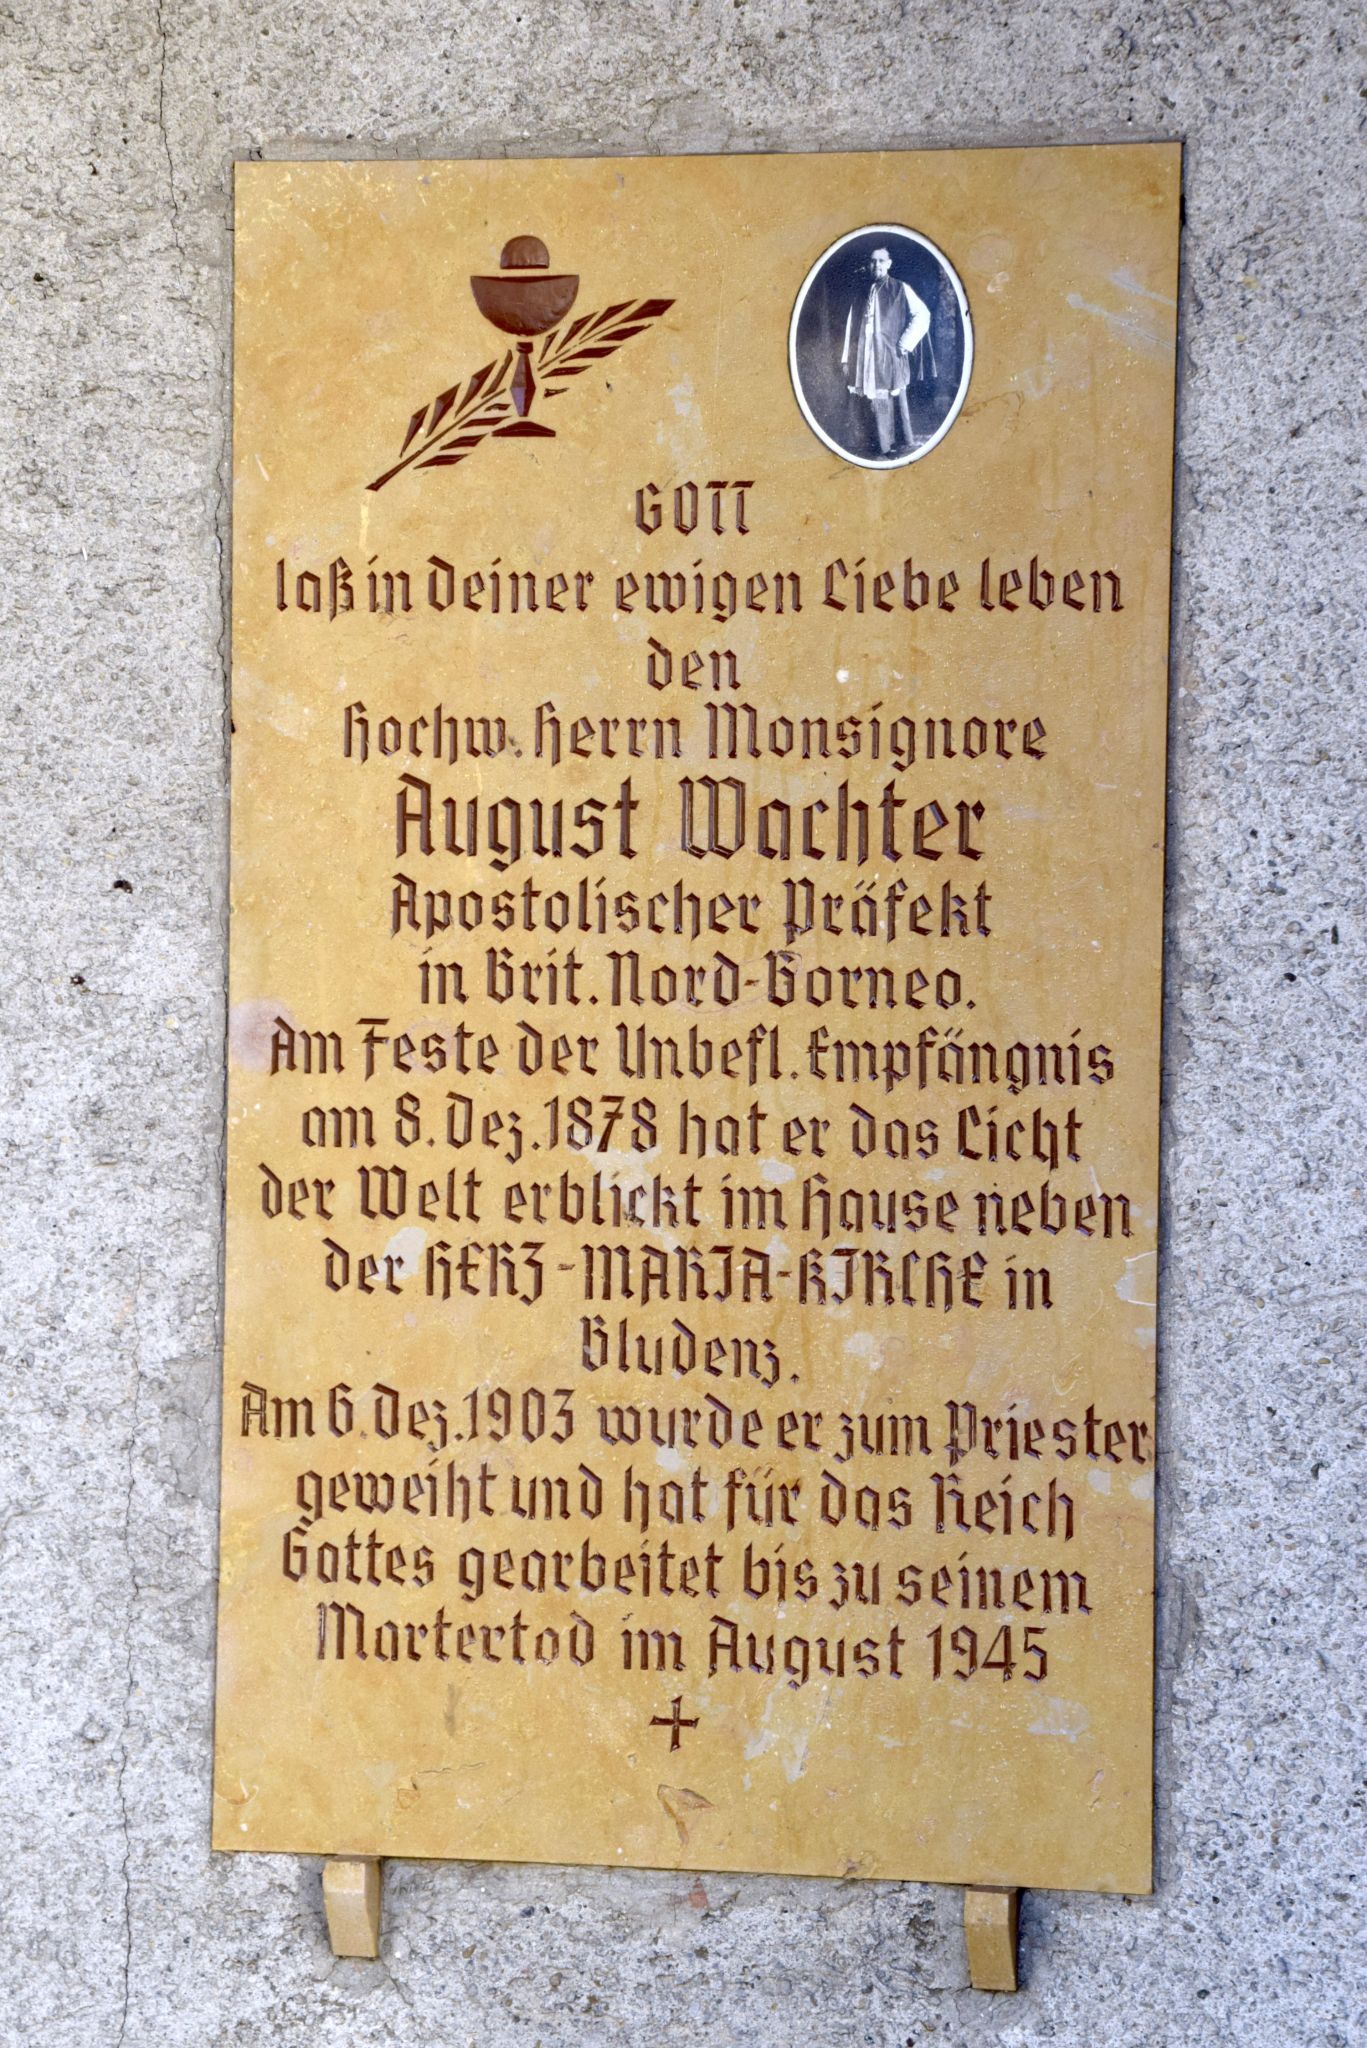 GOTT
laß in Deiner ewigen Liebe leben
den
Hochw. Herrn Monsignore
August Wachter
Apostolischer Präfekt
in Brit. Nord-Borneo.
Am Feste der Unbefl. Empfängnis
am 8. Dez. 1878 hat er das Licht
der Welt erblickt im Hause neben
der HERZ-MARIA-KIRCHE in
Bludenz.
Am 6. Dez. 1903 wurde er zum Priester
geweiht und hat für das Reich
Gottes gearbeitet bis zu seinem
Martertod im August 1945